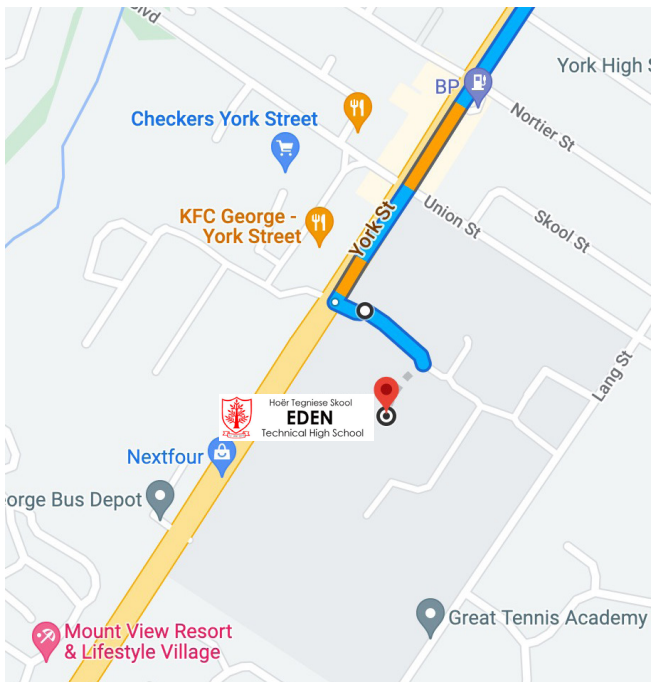 Blvd
York High S
BP
Nortier St
Checkers York Street
KFC George -
York Street
York St
Union St
Skool St
Lang St
Hoër Tegniese Skool
EDEN
Technical High School
Nextfour
orge Bus Depot
Great Tennis Academy
Mount View Resort
& Lifestyle Village